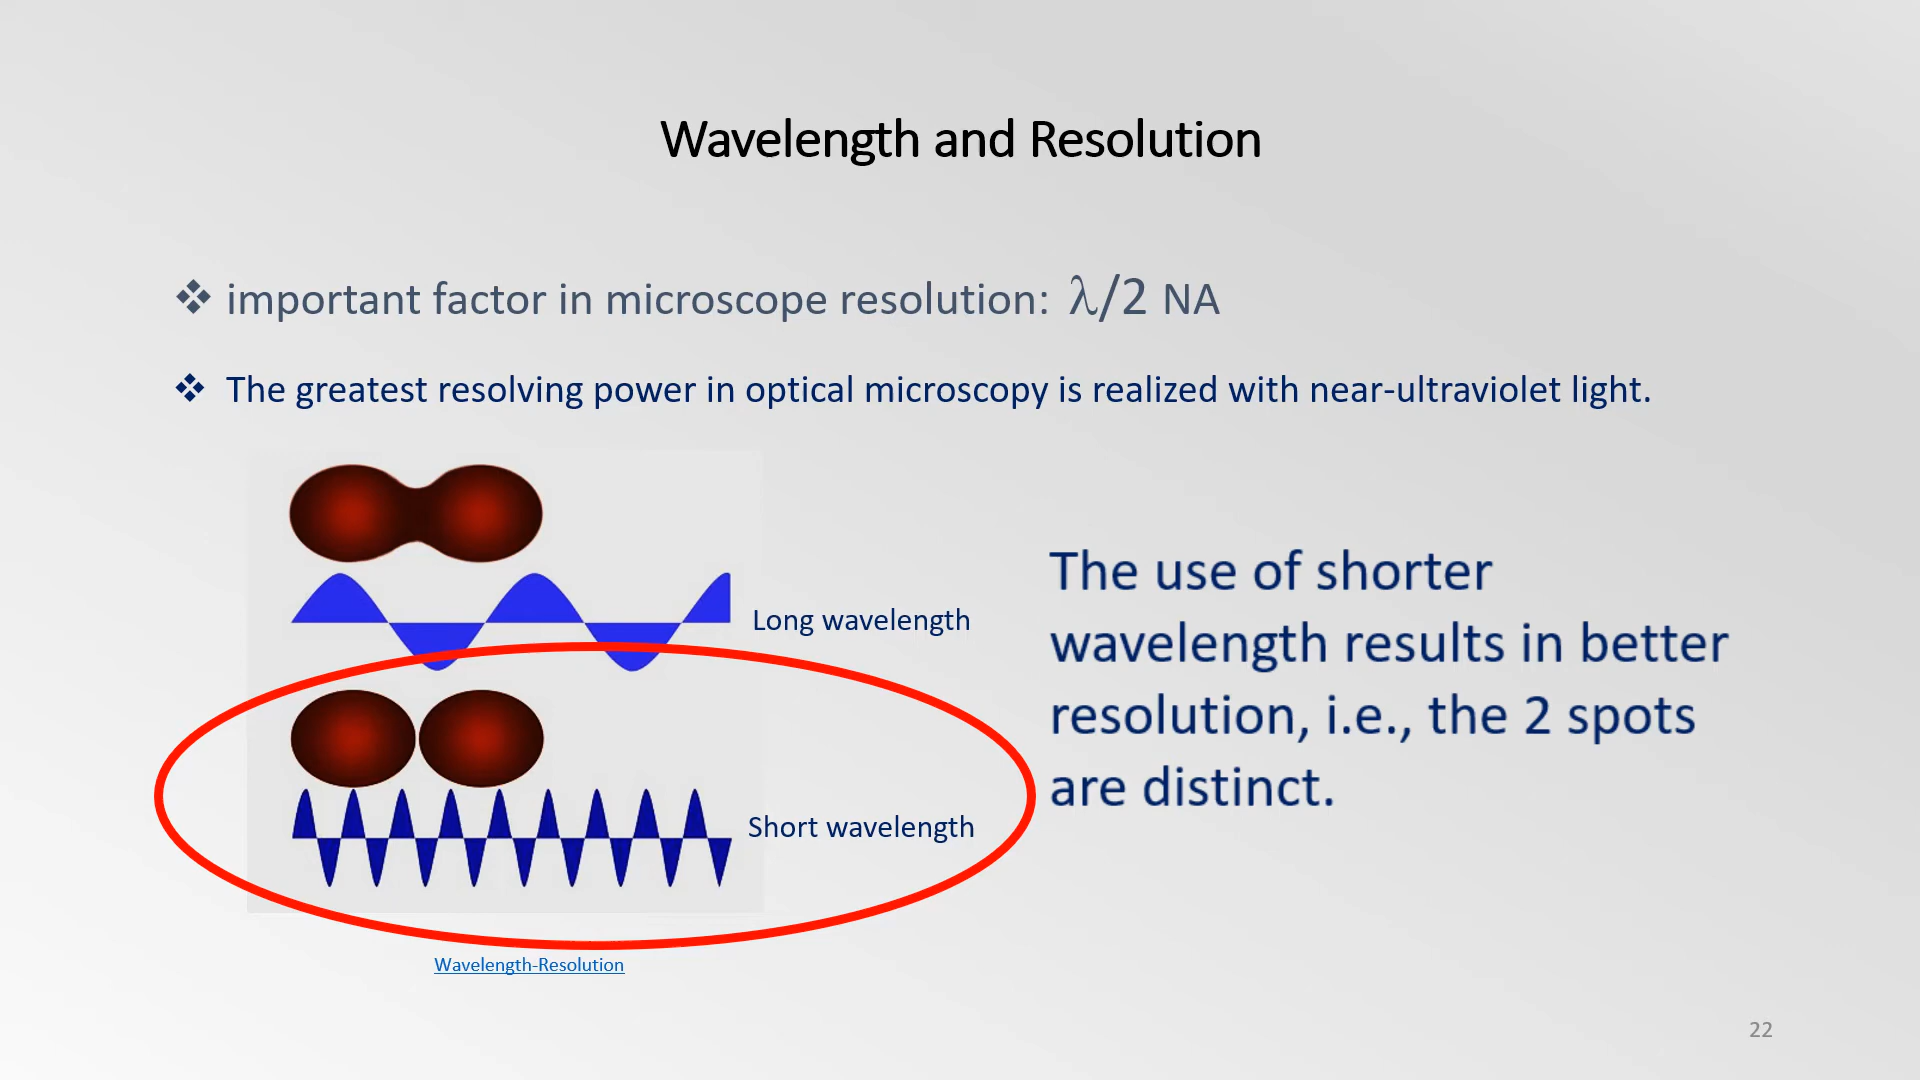 Wavelength and Resolution
❖ important factor in microscope resolution: λ/2 NA
❖ The greatest resolving power in optical microscopy is realized with near-ultraviolet light.
Long wavelength
Short wavelength
The use of shorter
wavelength results in better
resolution, i.e., the 2 spots
are distinct.
Wavelength-Resolution
22